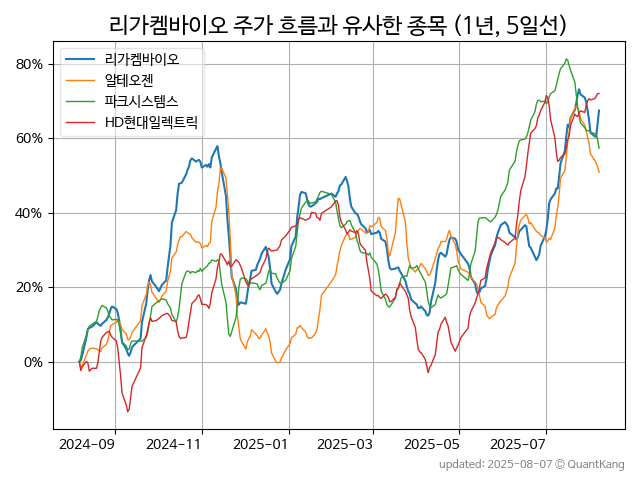 리가켐바이오 주가 흐름과 유사한 종목 (1년, 5일선)
리가켐바이오
알테오젠
파크시스템스
HD현대일렉트릭
80%
60%
40%
20%
0%
2024-09 2024-11 2025-01 2025-03 2025-05 2025-07
updated: 2025-08-07 © QuantKang